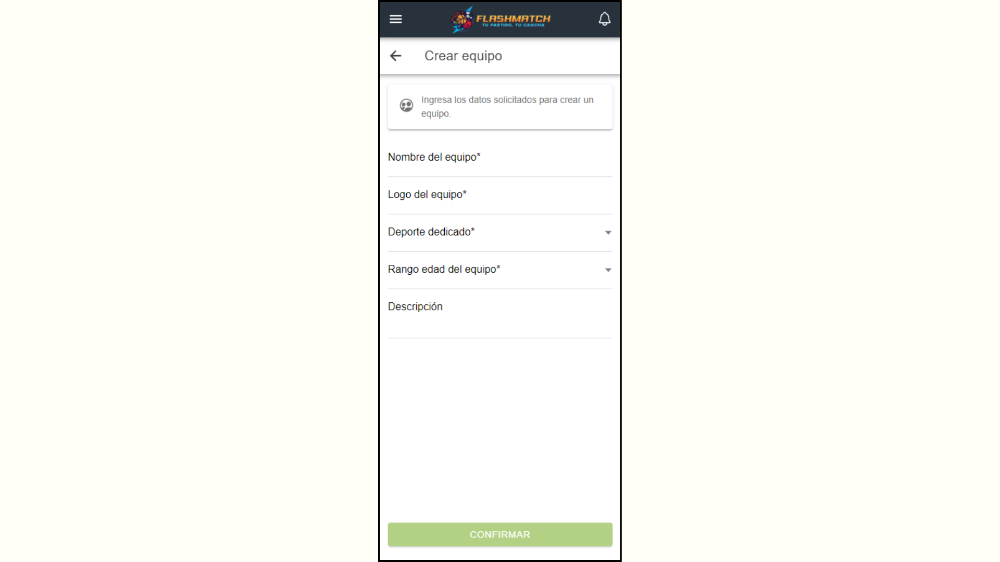 FLASHMATCH
TU PARTIDO, TU CANCHA
Crear equipo
Ingresa los datos solicitados para crear un
equipo.
Nombre del equipo*
Logo del equipo*
Deporte dedicado*
Rango edad del equipo*
Descripción
CONFIRMAR